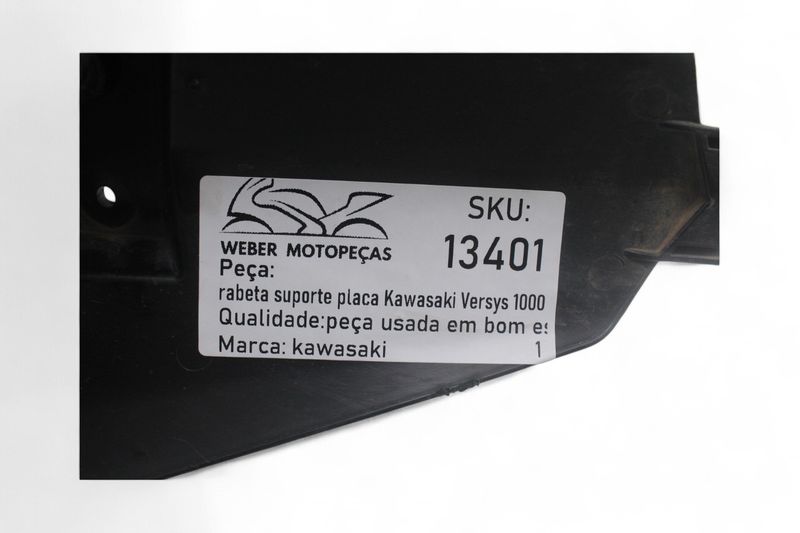 SKU:
WEBER MOTOPEÇAS
13401
Peça:
rabeta suporte placa Kawasaki Versys 1000
Qualidade:peça usada em bom es
Marca: kawasaki 1